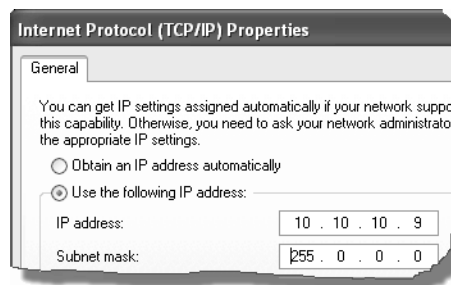 Internet Protocol (TCP/IP) Properties
General
You can get IP settings assigned automatically if your network
this capability. Otherwise, you need to ask your network
the appropriate IP settings.
Obtain an IP address automatically
Use the following IP address:
IP address: 10 . 10 . 10 . 9
Subnet mask: 255 . 0 . 0 . 0